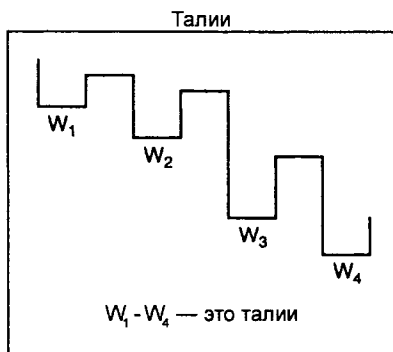 Талии
W₁
W₂
W₃
W₄
W₁ - W₄ — это талии